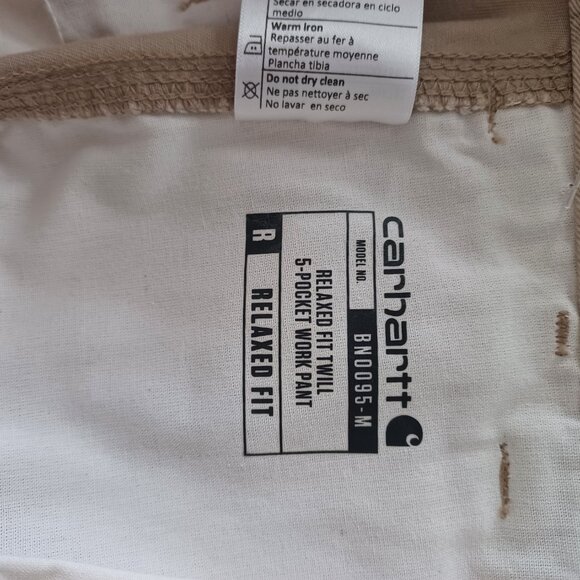 Sécar en secadora en ciclo
medio
Warm Iron
Repasser au fer à
température moyenne
Plancha tibia
Do not dry clean
Ne pas nettoyer à sec
No lavar en seco
carhartt
MODEL NO. BN0095-M
RELAXED FIT TWILL
5-POCKET WORK PANT
R RELAXED FIT